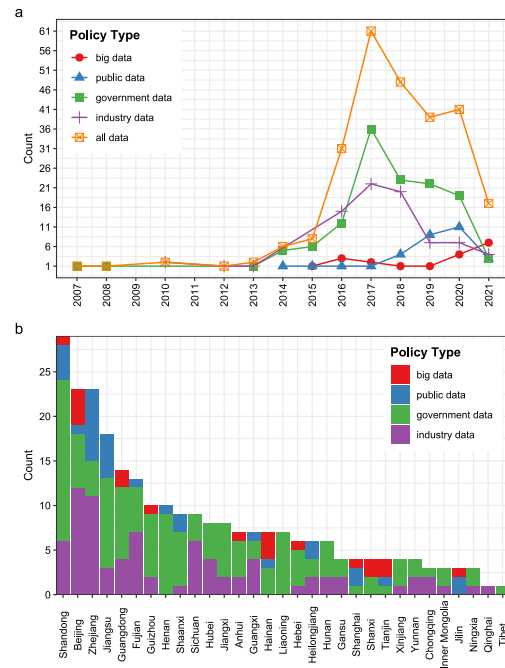 a
Policy Type
big data
public data
government data
industry data
all data
Count
61
56
51
46
41
36
31
26
21
16
11
6
1
2007
2008
2009
2010
2012
2013
2014
2015
2016
2017
2018
2019
2020
2021
b
Policy Type
big data
public data
government data
industry data
Count
25
20
15
10
5
0
Shandong
Beijing
Zhejiang
Jiangsu
Guangdong
Fujian
Guizhou
Henan
Shaanxi
Sichuan
Hubei
Jiangxi
Anhui
Guangxi
Hainan
Liaoning
Hebei
Heilongjiang
Hunan
Gansu
Shanghai
Shanxi
Tianjin
Xinjiang
Yunnan
Chongqing
Inner Mongolia
Jilin
Ningxia
Qinghai
Tibet